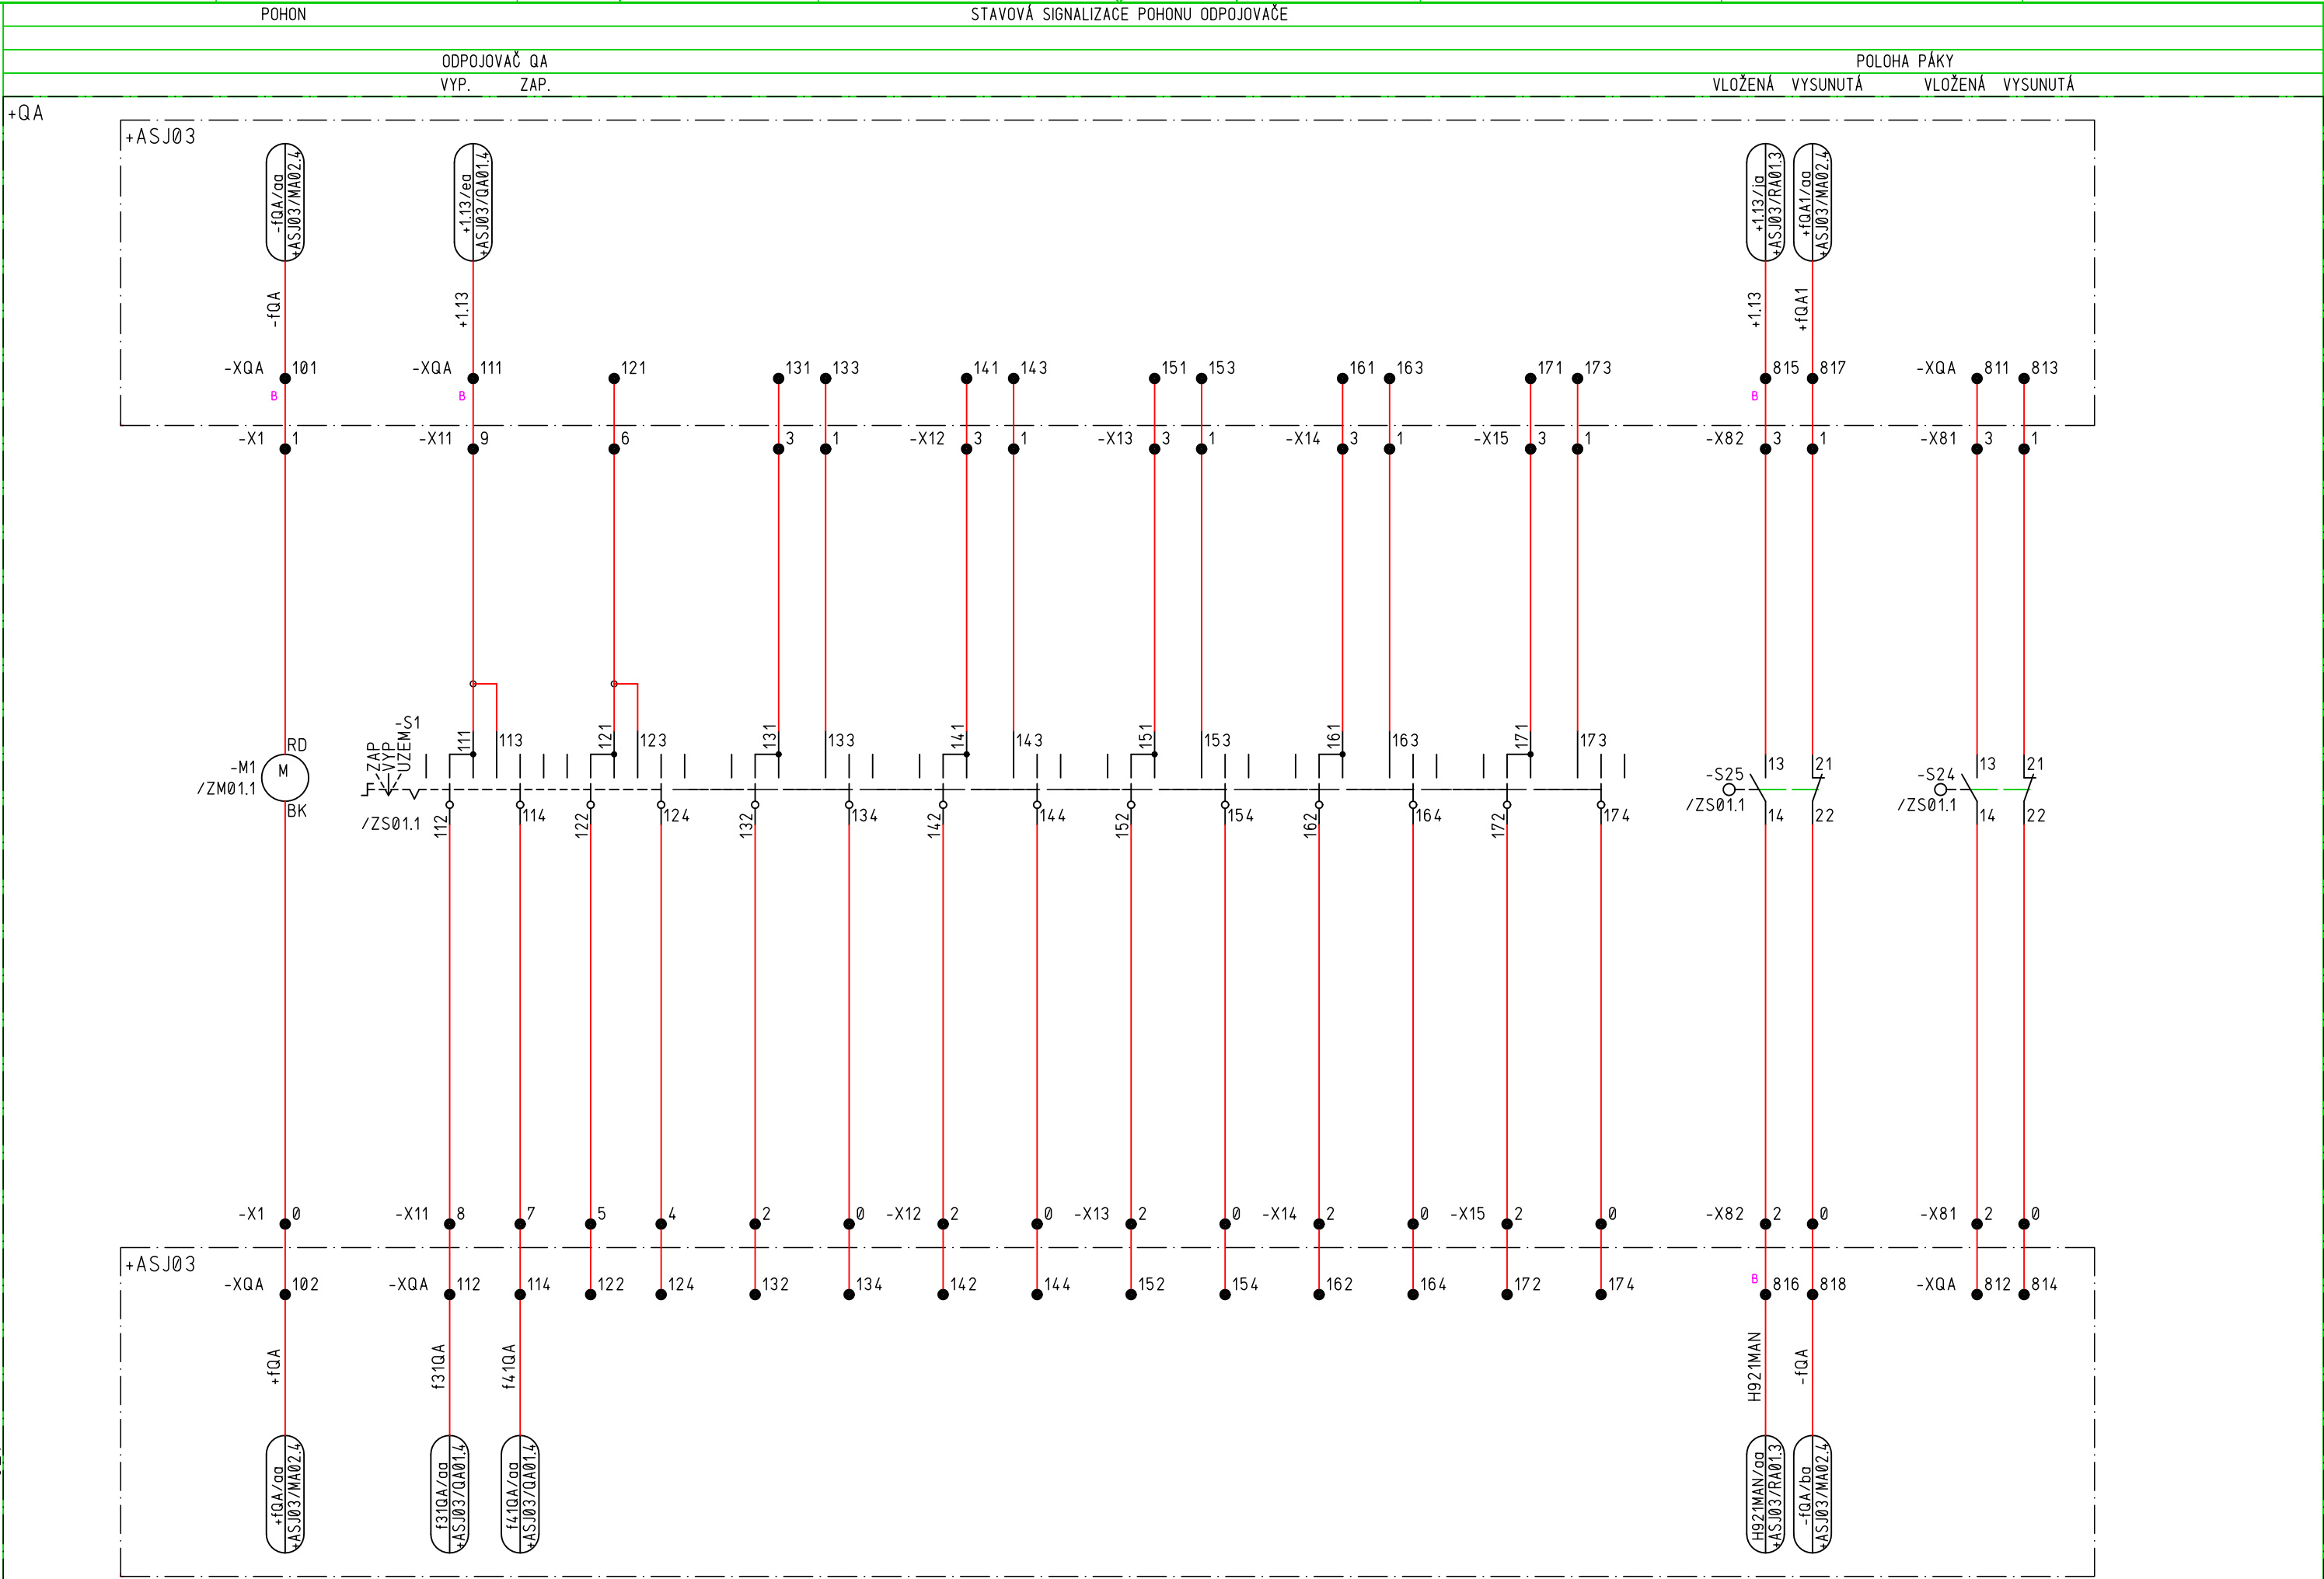 POHON STAVOVÁ SIGNALIZACE POHONU ODPOJOVAČE
ODPOJOVAČ QA POLOHA PÁKY
VYP. ZAP. VLOŽENÁ VYSUNUTÁ VLOŽENÁ VYSUNUTÁ
+QA
+ASJ03
-fQA/aa
+ASJ03/MA02.4
+1.13/ea
+ASJ03/QA01.4
+1.13/ja
+ASJ03/RA01.3
+fQA1/aa
+ASJ03/MA02.4
-fQA +1.13 +1.13 +fQA1
-XQA 101 -XQA 111 121 131 133 141 143 151 153 161 163 171 173 815 817 -XQA 811 813
B B B
-X1 1 -X11 9 6 3 1 -X12 3 1 -X13 3 1 -X14 3 1 -X15 3 1 -X82 3 1 -X81 3 1
-S1
ZAP
VYP
UZEM
RD 111 113 121 123 131 133 141 143 151 153 161 163 171 173
-M1 M -S25 13 21 -S24 13 21
/ZM01.1 /ZS01.1 /ZS01.1
BK /ZS01.1 112 114 122 124 132 134 142 144 152 154 162 164 172 174 14 22 14 22
-X1 0 -X11 8 7 5 4 2 0 -X12 2 0 -X13 2 0 -X14 2 0 -X15 2 0 -X82 2 0 -X81 2 0
+ASJ03
B
-XQA 102 -XQA 112 114 122 124 132 134 142 144 152 154 162 164 172 174 816 818 -XQA 812 814
+fQA f31QA f41QA H921MAN -fQA
+fQA/aa
+ASJ03/MA02.4
f31QA/aa
+ASJ03/QA01.4
f41QA/aa
+ASJ03/QA01.4
H921MAN/aa
+ASJ03/RA01.3
-fQA/ba
+ASJ03/MA02.4